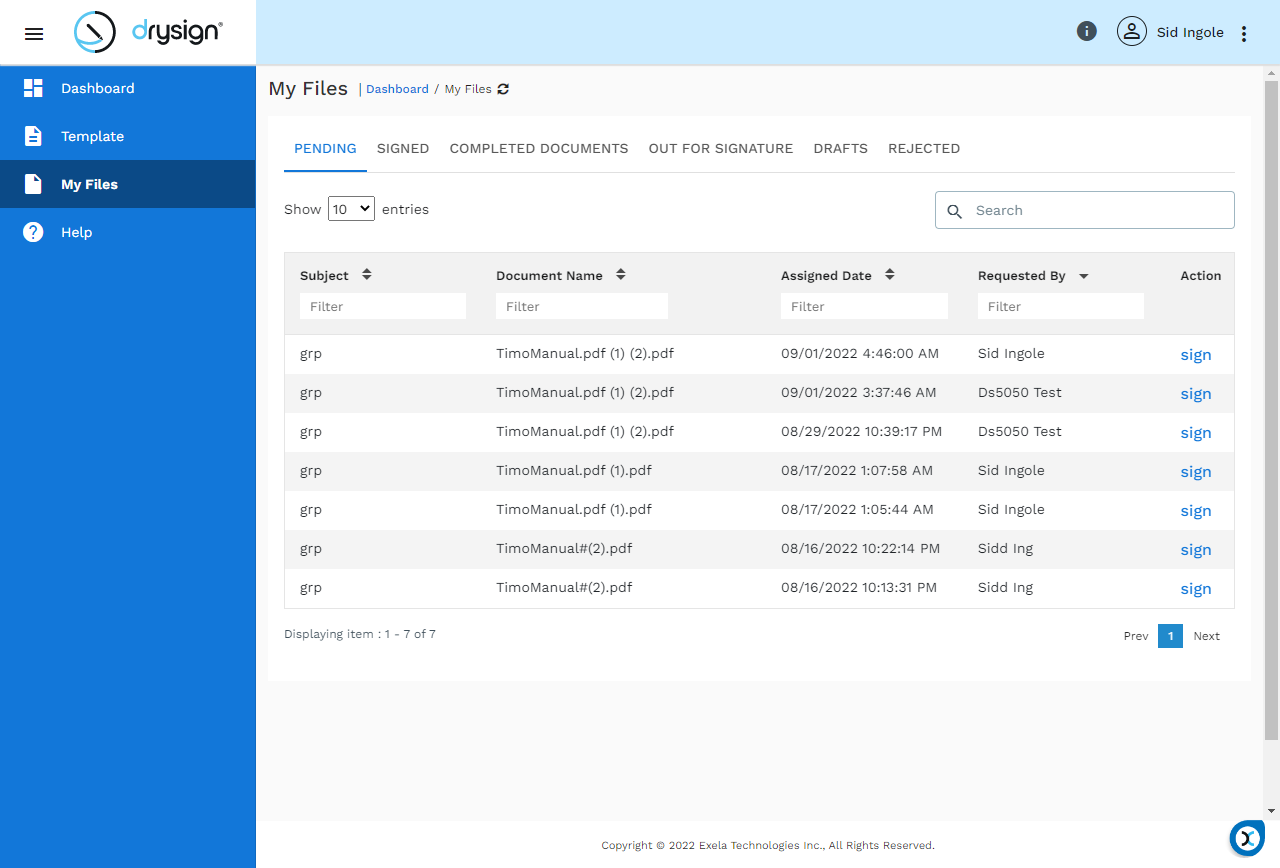 drysign®
Sid Ingole
Dashboard
Template
My Files
Help
My Files | Dashboard / My Files
PENDING SIGNED COMPLETED DOCUMENTS OUT FOR SIGNATURE DRAFTS REJECTED
Show 10 entries
Search
Subject Document Name Assigned Date Requested By Action
Filter Filter Filter Filter
grp TimoManual.pdf (1) (2).pdf 09/01/2022 4:46:00 AM Sid Ingole sign
grp TimoManual.pdf (1) (2).pdf 09/01/2022 3:37:46 AM Ds5050 Test sign
grp TimoManual.pdf (1) (2).pdf 08/29/2022 10:39:17 PM Ds5050 Test sign
grp TimoManual.pdf (1).pdf 08/17/2022 1:07:58 AM Sid Ingole sign
grp TimoManual.pdf (1).pdf 08/17/2022 1:05:44 AM Sid Ingole sign
grp TimoManual#(2).pdf 08/16/2022 10:22:14 PM Sidd Ing sign
grp TimoManual#(2).pdf 08/16/2022 10:13:31 PM Sidd Ing sign
Displaying item : 1 - 7 of 7
Prev 1 Next
Copyright © 2022 Exela Technologies Inc., All Rights Reserved.